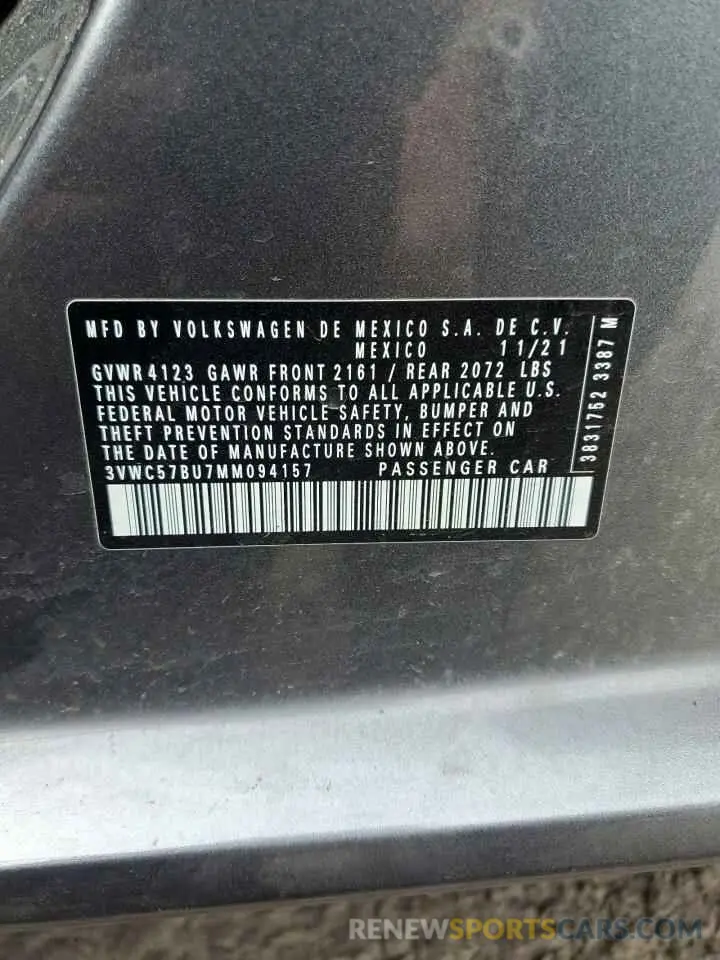 MFD BY VOLKSWAGEN DE MEXICO S.A. DE C.V.
MEXICO 11/21
GVWR 4123 GAWR FRONT 2161 / REAR 2072 LBS
THIS VEHICLE CONFORMS TO ALL APPLICABLE U.S.
FEDERAL MOTOR VEHICLE SAFETY, BUMPER AND
THEFT PREVENTION STANDARDS IN EFFECT ON
THE DATE OF MANUFACTURE SHOWN ABOVE.
3VWC57BU7MM094157 PASSENGER CAR
3831752 3387 M
RENEWSPORTSCARS.COM